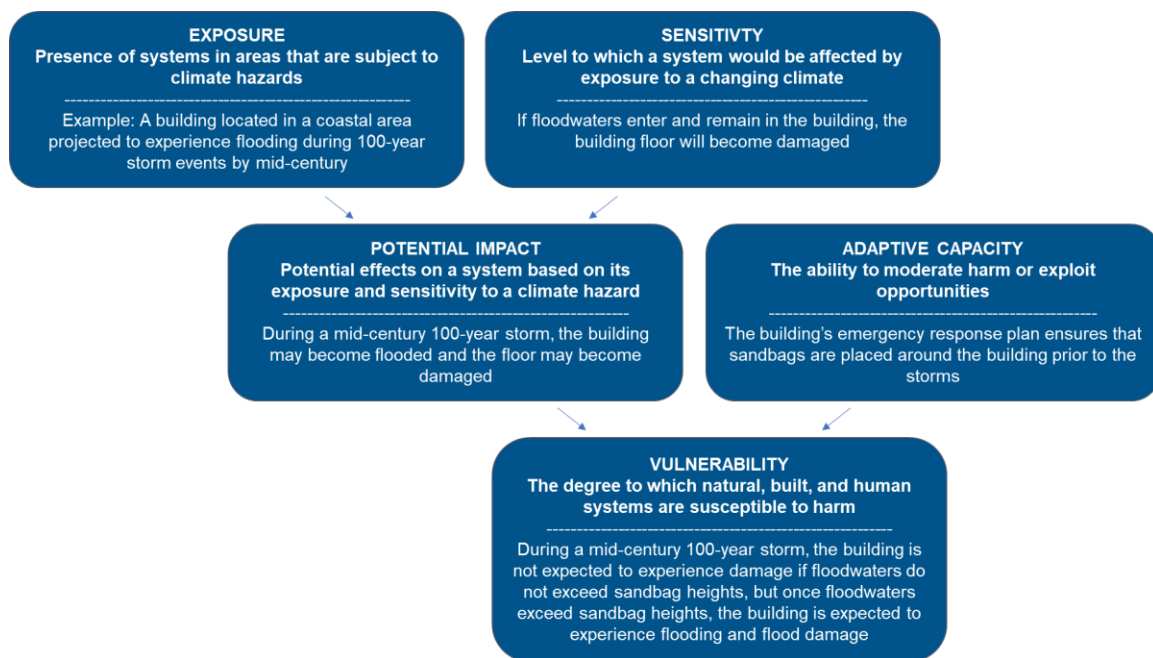 EXPOSURE
Presence of systems in areas that are subject to
climate hazards
----------------------------------------------------------
Example: A building located in a coastal area
projected to experience flooding during 100-year
storm events by mid-century
SENSITIVTY
Level to which a system would be affected by
exposure to a changing climate
----------------------------------------------------------
If floodwaters enter and remain in the building, the
building floor will become damaged
POTENTIAL IMPACT
Potential effects on a system based on its
exposure and sensitivity to a climate hazard
----------------------------------------------------------
During a mid-century 100-year storm, the building
may become flooded and the floor may become
damaged
ADAPTIVE CAPACITY
The ability to moderate harm or exploit
opportunities
-------------------------------------------------------
The building’s emergency response plan ensures that
sandbags are placed around the building prior to the
storms
VULNERABILITY
The degree to which natural, built, and human
systems are susceptible to harm
----------------------------------------------------------
During a mid-century 100-year storm, the building is
not expected to experience damage if floodwaters do
not exceed sandbag heights, but once floodwaters
exceed sandbag heights, the building is expected to
experience flooding and flood damage